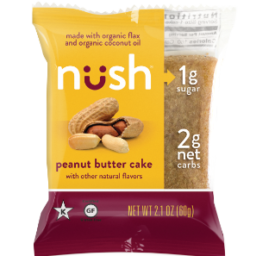 made with organic flax
and organic coconut oil
nüsh
1g
sugar
2g
net
carbs
peanut butter cake
with other natural flavors
K
GF
NET WT 2.1 OZ (60g)